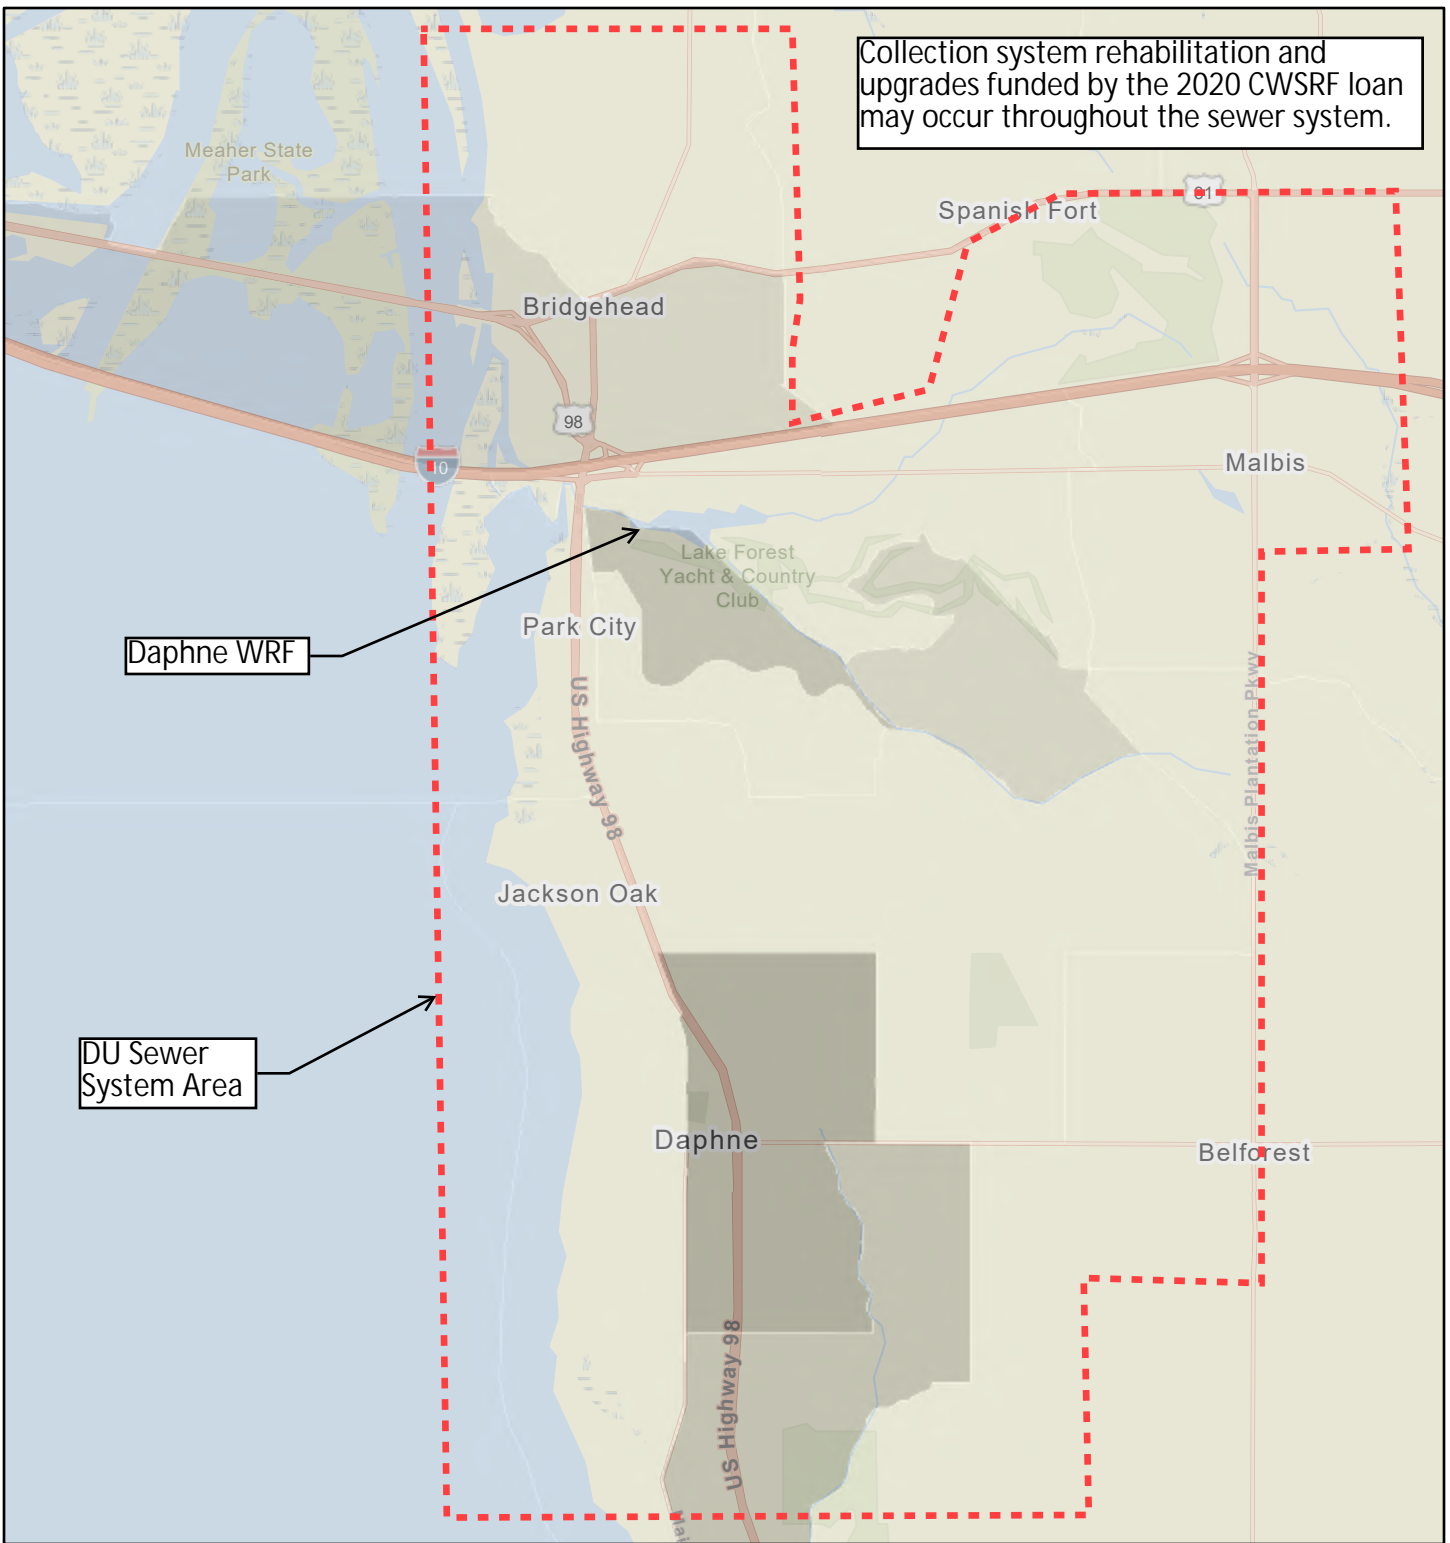 Collection system rehabilitation and
upgrades funded by the 2020 CWSRF loan
may occur throughout the sewer system.
Meaher State
Park
Spanish Fort
Bridgehead
98
10
Malbis
Lake Forest
Yacht & Country
Club
Park City
Daphne WRF
US Highway 98
Malbis Plantation Pkwy
Jackson Oak
DU Sewer
System Area
Daphne
Belforest
US Highway 98